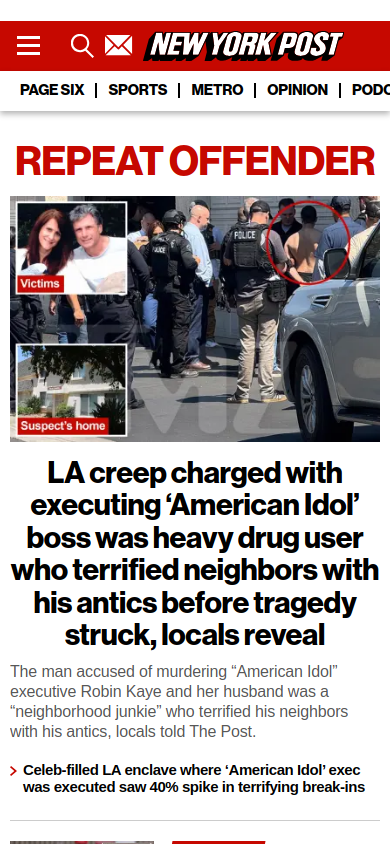 NEW YORK POST
PAGE SIX
SPORTS
METRO
OPINION
REPEAT OFFENDER
Victims
POLICE
TMZ
Suspect's home
LA creep charged with
executing ‘American Idol’
boss was heavy drug user
who terrified neighbors with
his antics before tragedy
struck, locals reveal
The man accused of murdering “American Idol”
executive Robin Kaye and her husband was a
“neighborhood junkie” who terrified his neighbors
with his antics, locals told The Post.
Celeb-filled LA enclave where ‘American Idol’ exec
was executed saw 40% spike in terrifying break-ins